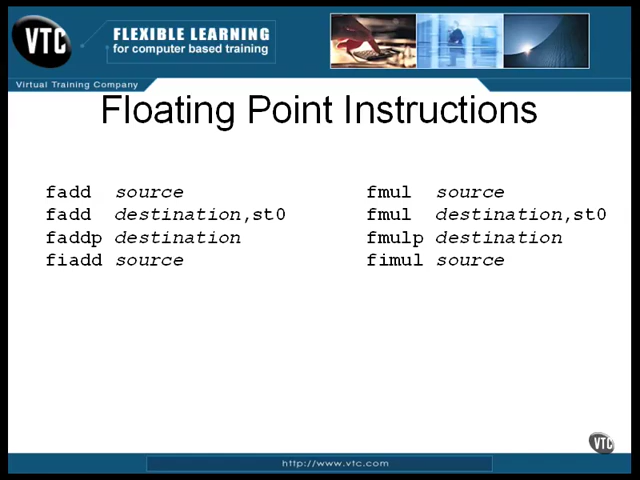 VTC
FLEXIBLE LEARNING
for computer based training
Virtual Training Company
Floating Point Instructions
fadd source
fadd destination,st0
faddp destination
fiadd source
fmul source
fmul destination,st0
fmulp destination
fimul source
VTC
http://www.vtc.com